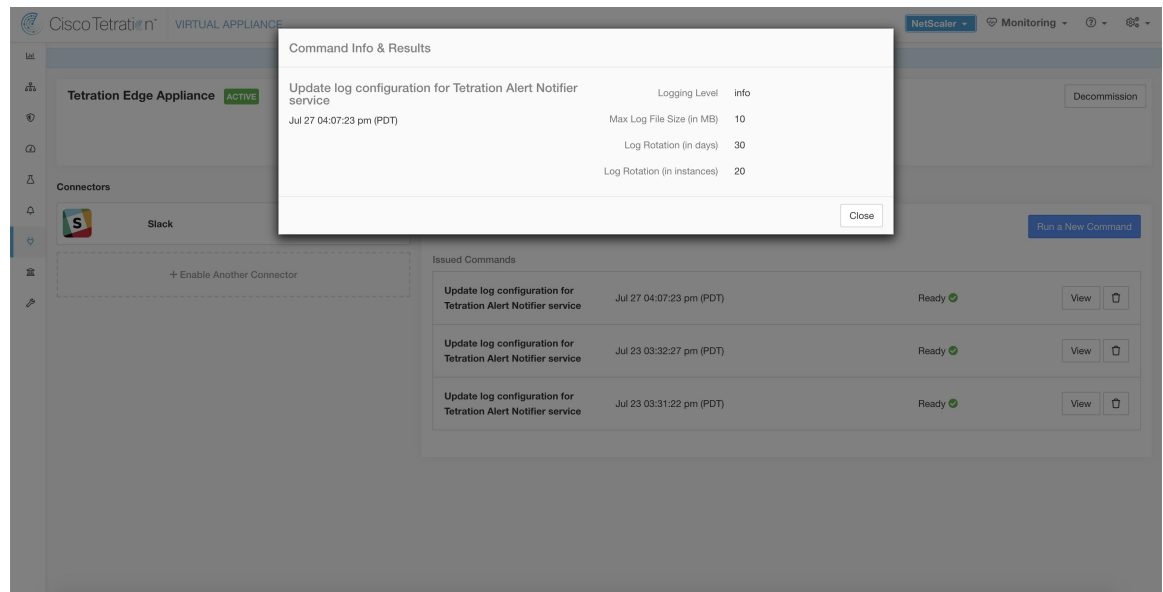 Cisco Tetration
VIRTUAL APPLIANCE
NetScaler
Monitoring
Command Info & Results
Update log configuration for Tetration Alert Notifier
service
Jul 27 04:07:23 pm (PDT)
Logging Level info
Max Log File Size (in MB) 10
Log Rotation (in days) 30
Log Rotation (in instances) 20
Close
Tetration Edge Appliance ACTIVE
Decommission
Connectors
S
Slack
+ Enable Another Connector
Run a New Command
Issued Commands
Update log configuration for
Tetration Alert Notifier service
Jul 27 04:07:23 pm (PDT)
Ready
View
Update log configuration for
Tetration Alert Notifier service
Jul 23 03:32:27 pm (PDT)
Ready
View
Update log configuration for
Tetration Alert Notifier service
Jul 23 03:31:22 pm (PDT)
Ready
View